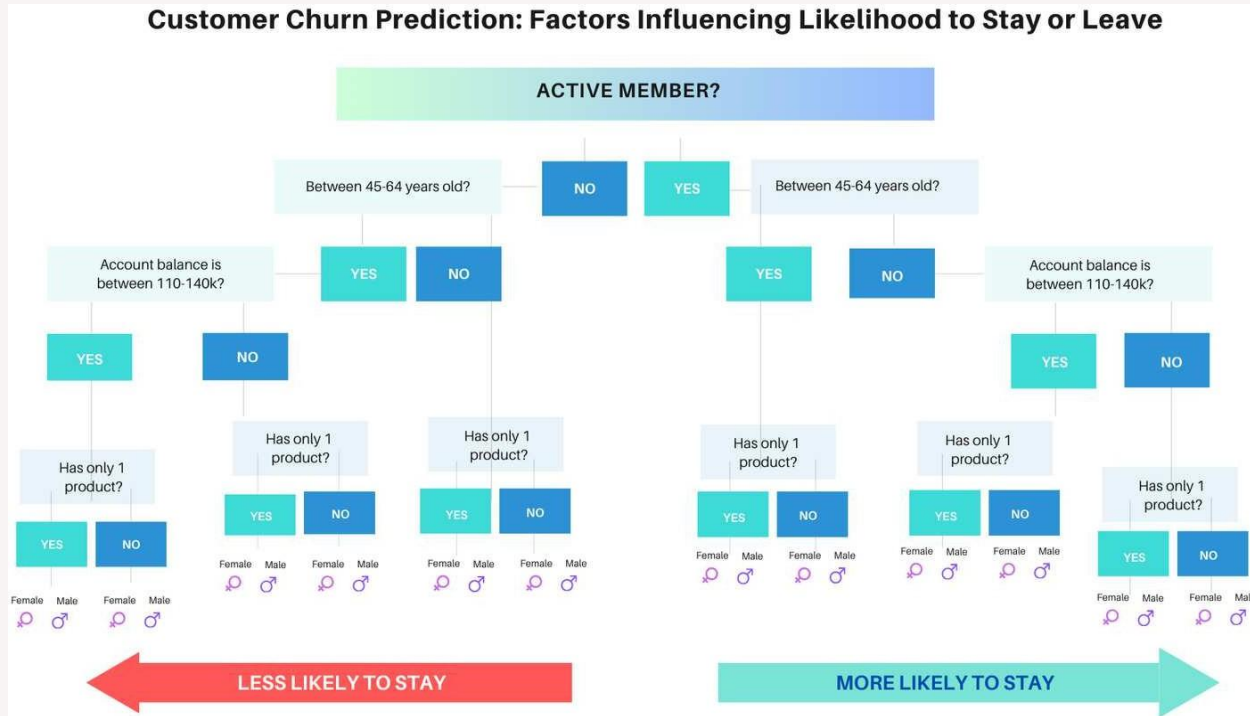 Customer Churn Prediction: Factors Influencing Likelihood to Stay or Leave
ACTIVE MEMBER?
Between 45-64 years old?
NO
YES
Between 45-64 years old?
Account balance is
between 110-140k?
YES
NO
YES
NO
Account balance is
between 110-140k?
YES
NO
YES
NO
Has only 1
product?
YES
NO
Female Male
Female Male
Has only 1
product?
YES
NO
Female Male
Female Male
Has only 1
product?
YES
NO
Female Male
Female Male
Has only 1
product?
YES
NO
Female Male
Female Male
Has only 1
product?
YES
NO
Female Male
Female Male
Has only 1
product?
YES
NO
Female Male
Female Mal
LESS LIKELY TO STAY
MORE LIKELY TO STAY